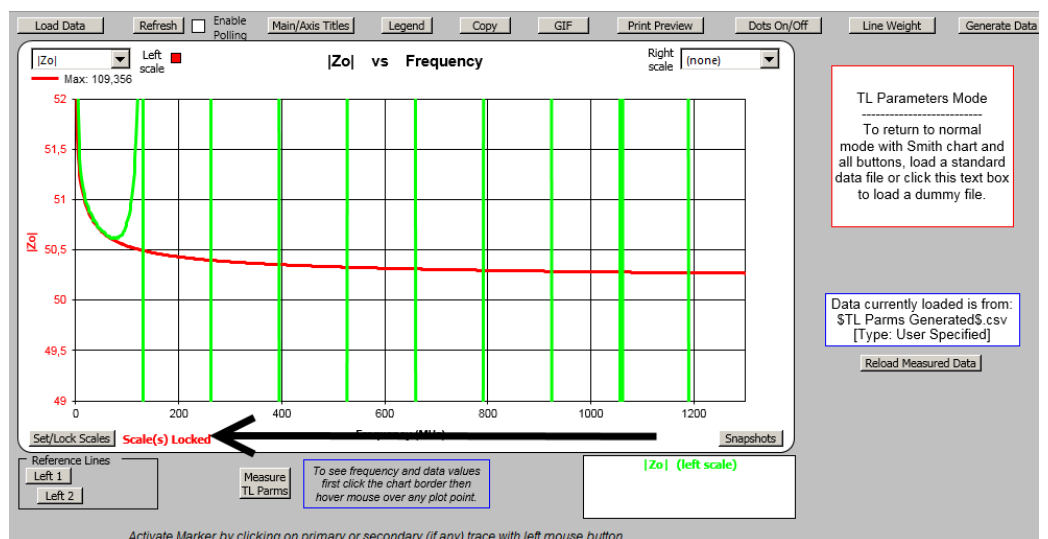 Load Data Refresh Enable Polling Main/Axis Titles Legend Copy GIF Print Preview Dots On/Off Line Weight Generate Data
|Zo| Left scale |Zo| vs Frequency Right scale (none)
Max: 109,356
52
51,5
51
50,5
50
49,5
49
|Zo|
0 200 400 600 800 1000 1200
Set/Lock Scales Scale(s) Locked Snapshots
TL Parameters Mode
---------------------------
To return to normal
mode with Smith chart and
all buttons, load a standard
data file or click this text box
to load a dummy file.
Data currently loaded is from:
$TL Parms Generated$.csv
[Type: User Specified]
Reload Measured Data
Reference Lines
Left 1
Left 2
Measure
TL Parms
To see frequency and data values
first click the chart border then
hover mouse over any plot point.
|Zo| (left scale)
Activate Marker by clicking on primary or secondary (if any) trace with left mouse button